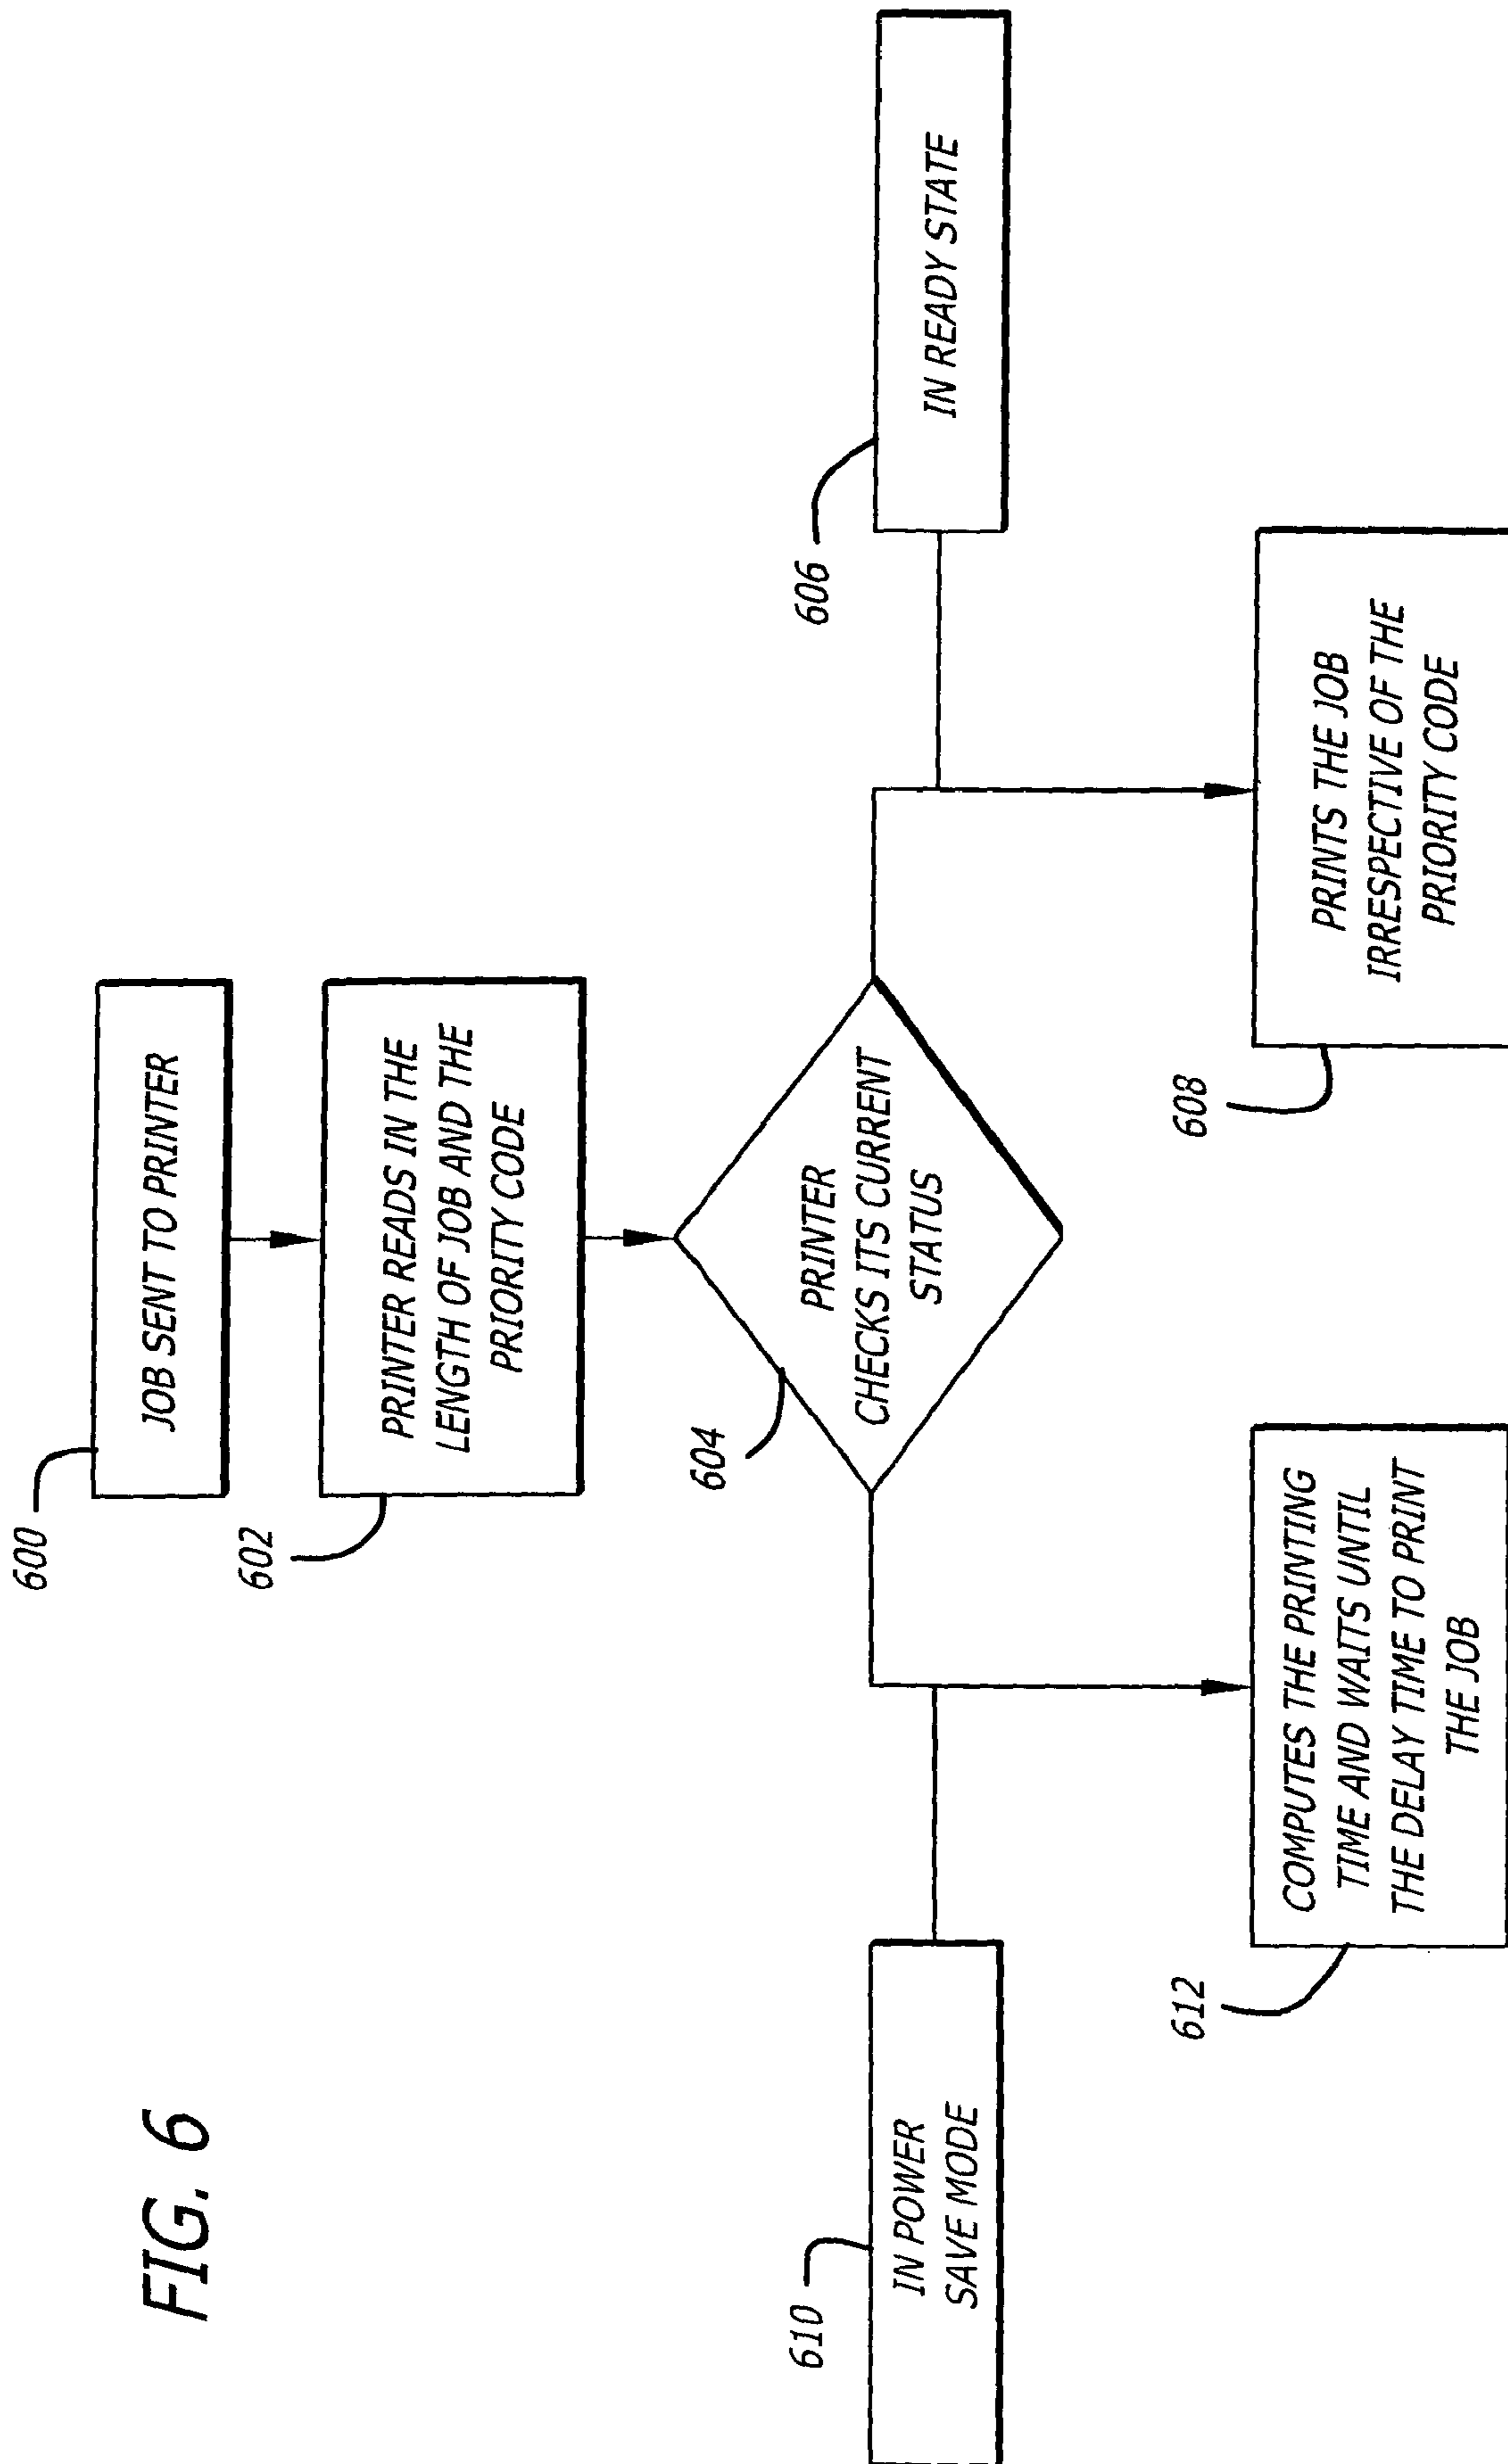 FIG. 6
600
JOB SENT TO PRINTER
602
PRINTER READS IN THE
LENGTH OF JOB AND THE
PRIORITY CODE
604
PRINTER
CHECKS ITS CURRENT
STATUS
610
IN POWER
SAVE MODE
606
IN READY STATE
612
COMPUTES THE PRINTING
TIME AND WAITS UNTIL
THE DELAY TIME TO PRINT
THE JOB
608
PRINTS THE JOB
IRRESPECTIVE OF THE
PRIORITY CODE